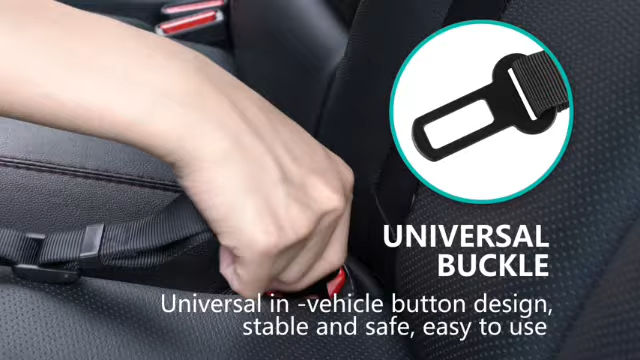 UNIVERSAL
BUCKLE
Universal in -vehicle button design,
stable and safe, easy to use